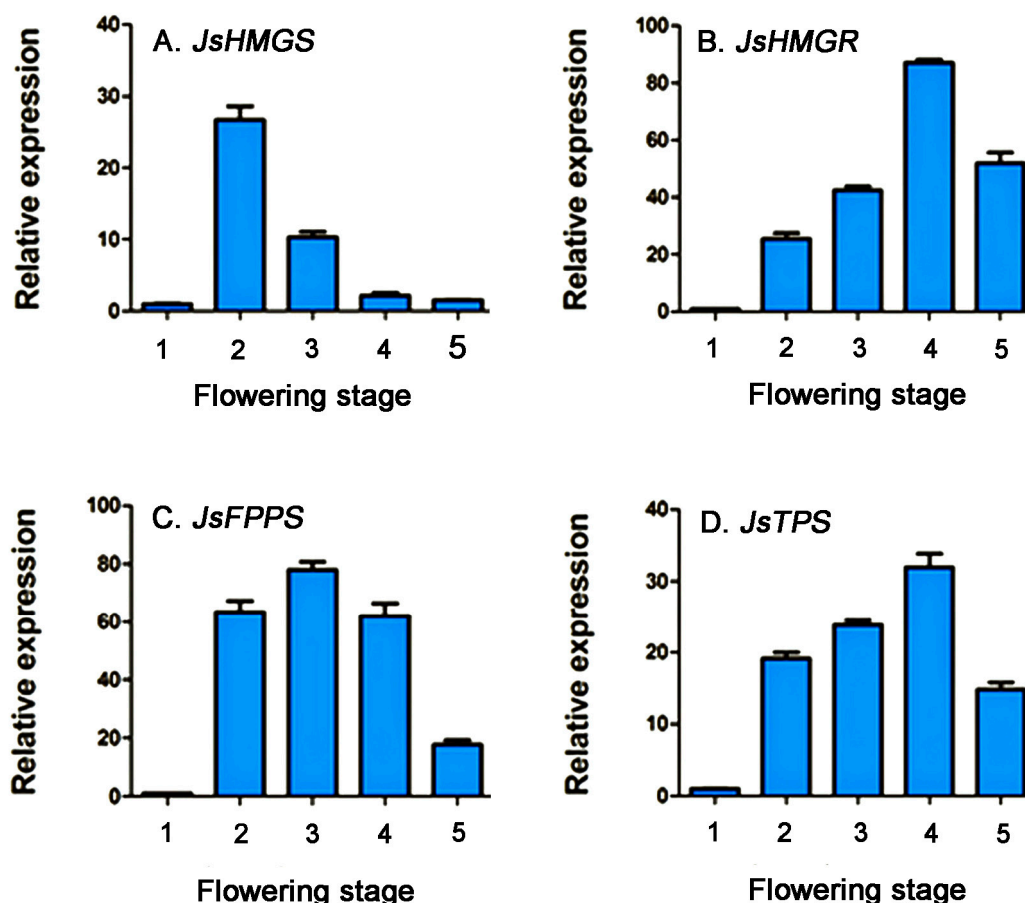 A. JsHMGS
Relative expression
40
30
20
10
0
1 2 3 4 5
Flowering stage
B. JsHMGR
Relative expression
100
80
60
40
20
0
1 2 3 4 5
Flowering stage
C. JsFPPS
Relative expression
100
80
60
40
20
0
1 2 3 4 5
Flowering stage
D. JsTPS
Relative expression
40
30
20
10
0
1 2 3 4 5
Flowering stage